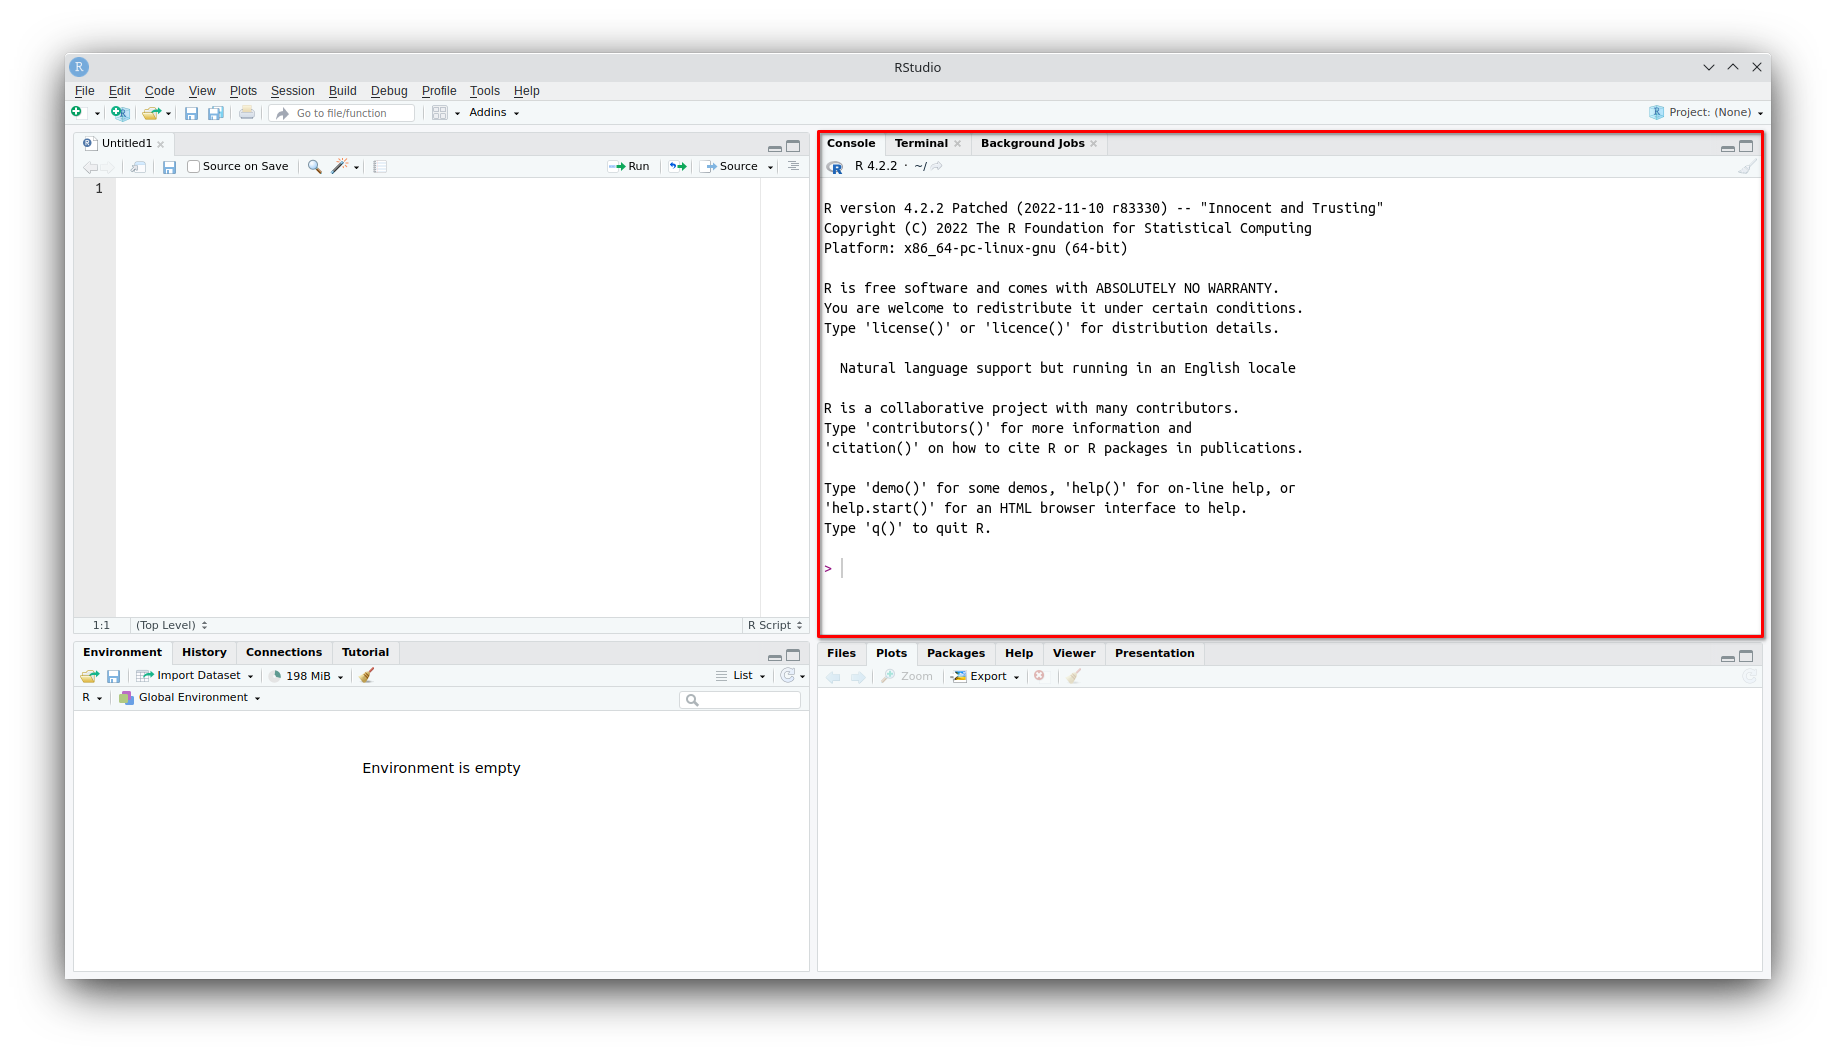 R
RStudio
File Edit Code View Plots Session Build Debug Profile Tools Help
Go to file/function Addins Project: (None)
Untitled1
Source on Save Run Source
1
1:1 (Top Level) R Script
Console Terminal Background Jobs
R 4.2.2 · ~/
R version 4.2.2 Patched (2022-11-10 r83330) -- "Innocent and Trusting"
Copyright (C) 2022 The R Foundation for Statistical Computing
Platform: x86_64-pc-linux-gnu (64-bit)
R is free software and comes with ABSOLUTELY NO WARRANTY.
You are welcome to redistribute it under certain conditions.
Type 'license()' or 'licence()' for distribution details.
Natural language support but running in an English locale
R is a collaborative project with many contributors.
Type 'contributors()' for more information and
'citation()' on how to cite R or R packages in publications.
Type 'demo()' for some demos, 'help()' for on-line help, or
'help.start()' for an HTML browser interface to help.
Type 'q()' to quit R.
>
Environment History Connections Tutorial
Import Dataset 198 MiB List
R Global Environment
Environment is empty
Files Plots Packages Help Viewer Presentation
Zoom Export